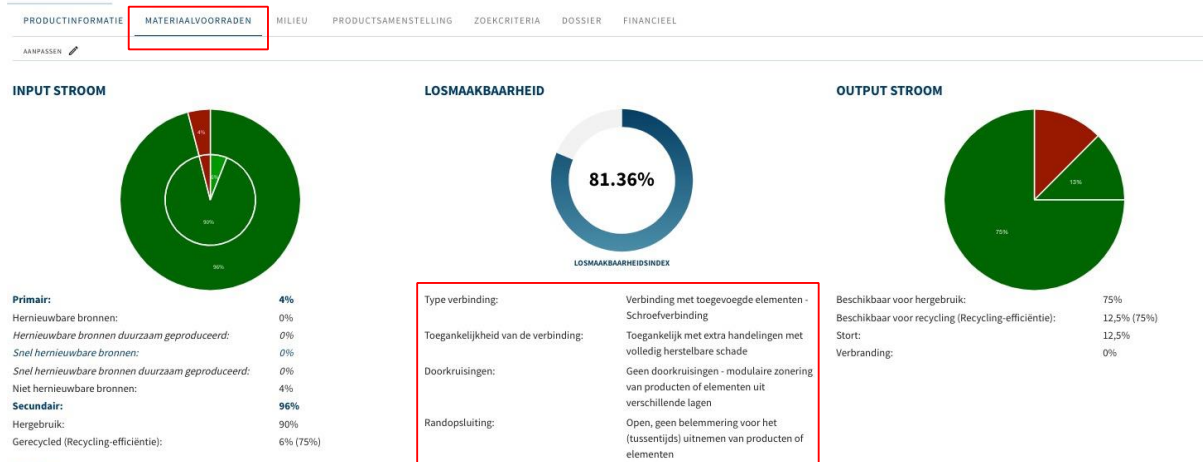 PRODUCTINFORMATIE MATERIAALVOORRADEN MILIEU PRODUCTSAMENSTELLING ZOEKCRITERIA DOSSIER FINANCIEEL
AANPASSEN
INPUT STROOM
4%
90%
96%
Primair: 4%
Hernieuwbare bronnen: 0%
Hernieuwbare bronnen duurzaam geproduceerd: 0%
Snel hernieuwbare bronnen: 0%
Snel hernieuwbare bronnen duurzaam geproduceerd: 0%
Niet hernieuwbare bronnen: 4%
Secundair: 96%
Hergebruik: 90%
Gerecycled (Recycling-efficiëntie): 6% (75%)
LOSMAAKBAARHEID
81.36%
LOSMAAKBAARHEIDSINDEX
Type verbinding: Verbinding met toegevoegde elementen -
Schroefverbinding
Toegankelijkheid van de verbinding: Toegankelijk met extra handelingen met
volledig herstelbare schade
Doorkruisingen: Geen doorkruisingen - modulaire zonering
van producten of elementen uit
verschillende lagen
Randopsluiting: Open, geen belemmering voor het
(tussentijds) uitnemen van producten of
elementen
OUTPUT STROOM
13%
75%
Beschikbaar voor hergebruik: 75%
Beschikbaar voor recycling (Recycling-efficiëntie): 12,5% (75%)
Stort: 12,5%
Verbranding: 0%